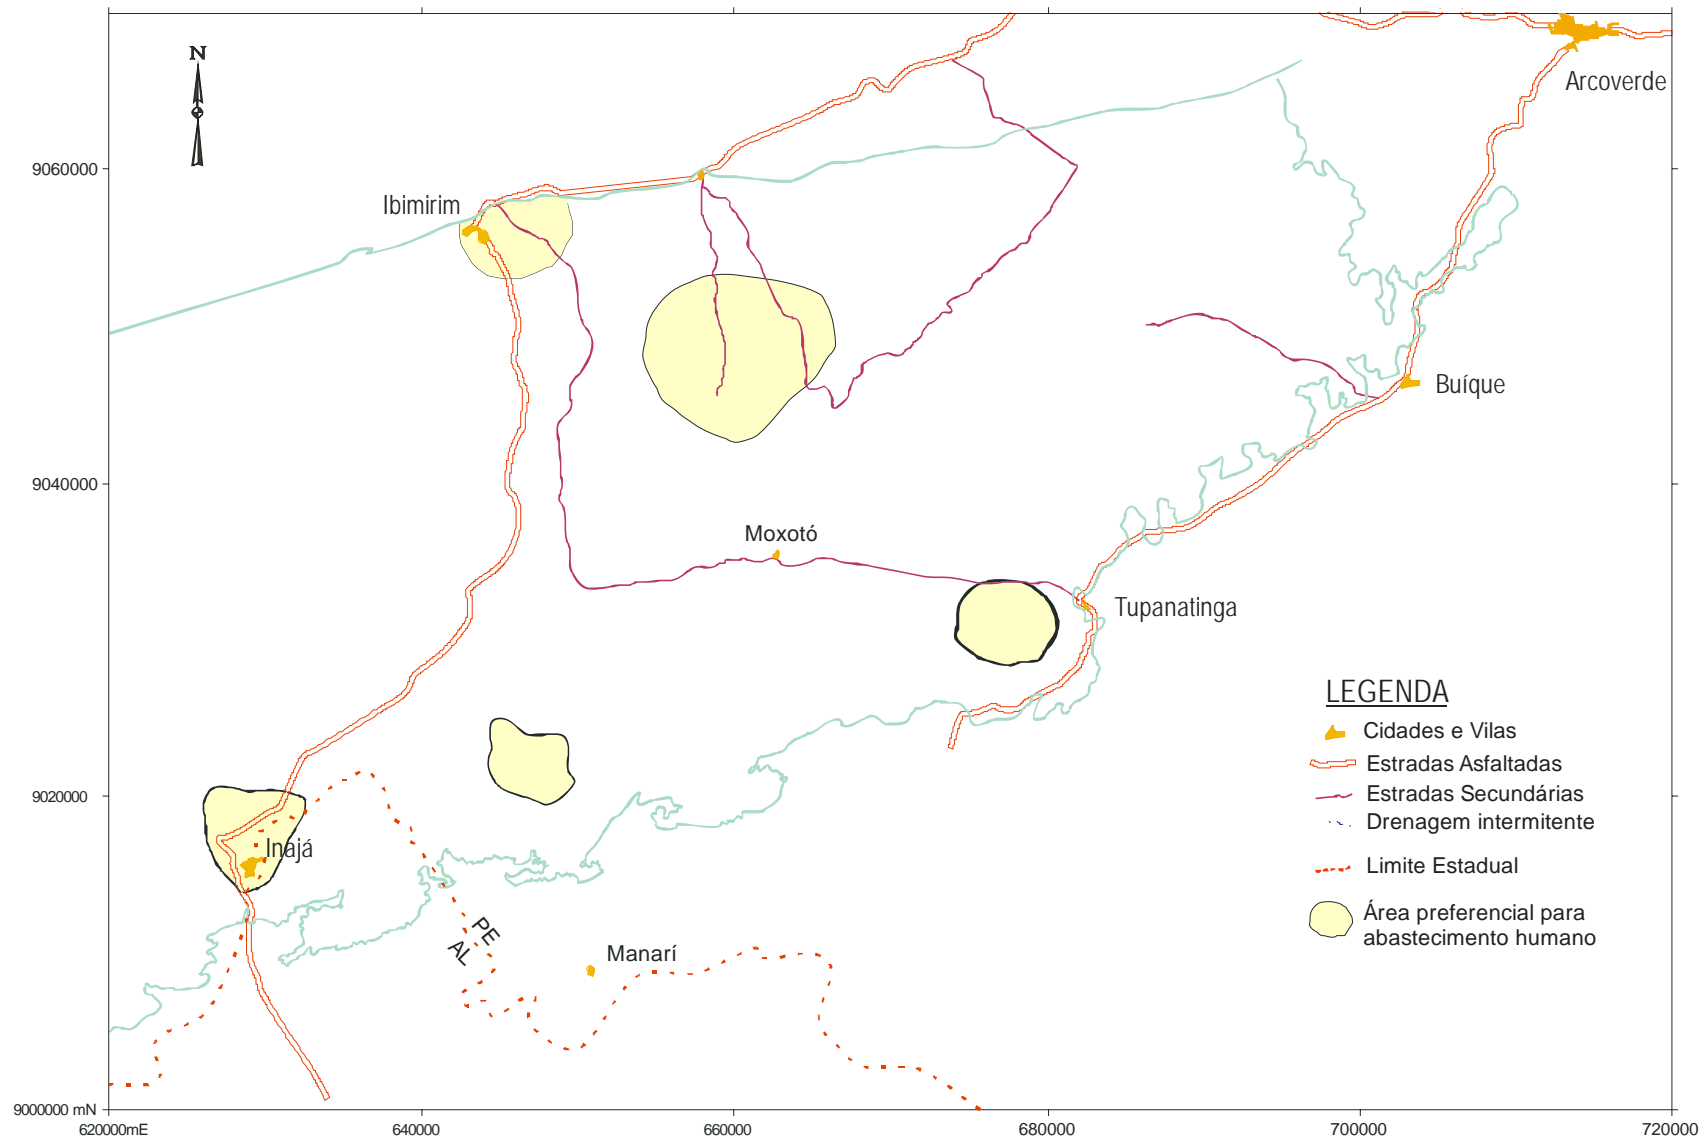 N
Arcoverde
9060000
Ibimirim
Buíque
9040000
Moxotó
Tupanatinga
LEGENDA
Cidades e Vilas
Estradas Asfaltadas
Estradas Secundárias
Drenagem intermitente
Limite Estadual
Área preferencial para
abastecimento humano
9020000
Inajá
PE
AL
Manarí
9000000 mN
620000mE
640000
660000
680000
700000
720000